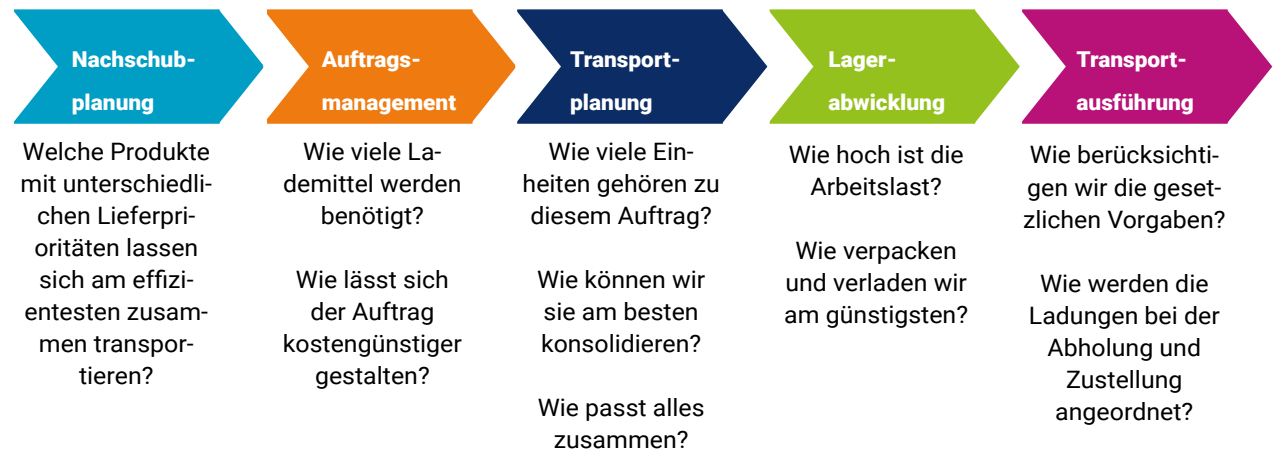 Nachschub-
planung
Welche Produkte
mit unterschiedli-
chen Lieferpri-
oritäten lassen
sich am effizi-
entesten zusam-
men transpor-
tieren?
Auftrags-
management
Wie viele La-
demittel werden
benötigt?
Wie lässt sich
der Auftrag
kostengünstiger
gestalten?
Transport-
planung
Wie viele Ein-
heiten gehören zu
diesem Auftrag?
Wie können wir
sie am besten
konsolidieren?
Wie passt alles
zusammen?
Lager-
abwicklung
Wie hoch ist die
Arbeitslast?
Wie verpacken
und verladen wir
am günstigsten?
Transport-
ausführung
Wie berücksichti-
gen wir die geset-
zlichen Vorgaben?
Wie werden die
Ladungen bei der
Abholung und
Zustellung
angeordnet?